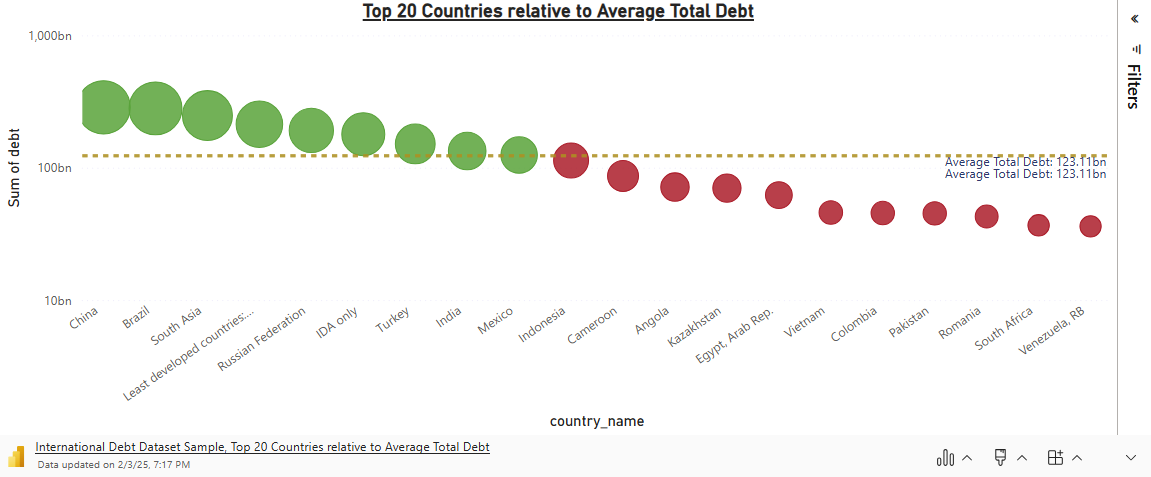 Top 20 Countries relative to Average Total Debt
1,000bn
100bn
10bn
Sum of debt
Average Total Debt: 123.11bn
Average Total Debt: 123.11bn
China
Brazil
South Asia
Least developed countries:...
Russian Federation
IDA only
Turkey
India
Mexico
Indonesia
Cameroon
Angola
Kazakhstan
Egypt, Arab Rep.
Vietnam
Colombia
Pakistan
Romania
South Africa
Venezuela, RB
country_name
Filters
International Debt Dataset Sample, Top 20 Countries relative to Average Total Debt
Data updated on 2/3/25, 7:17 PM